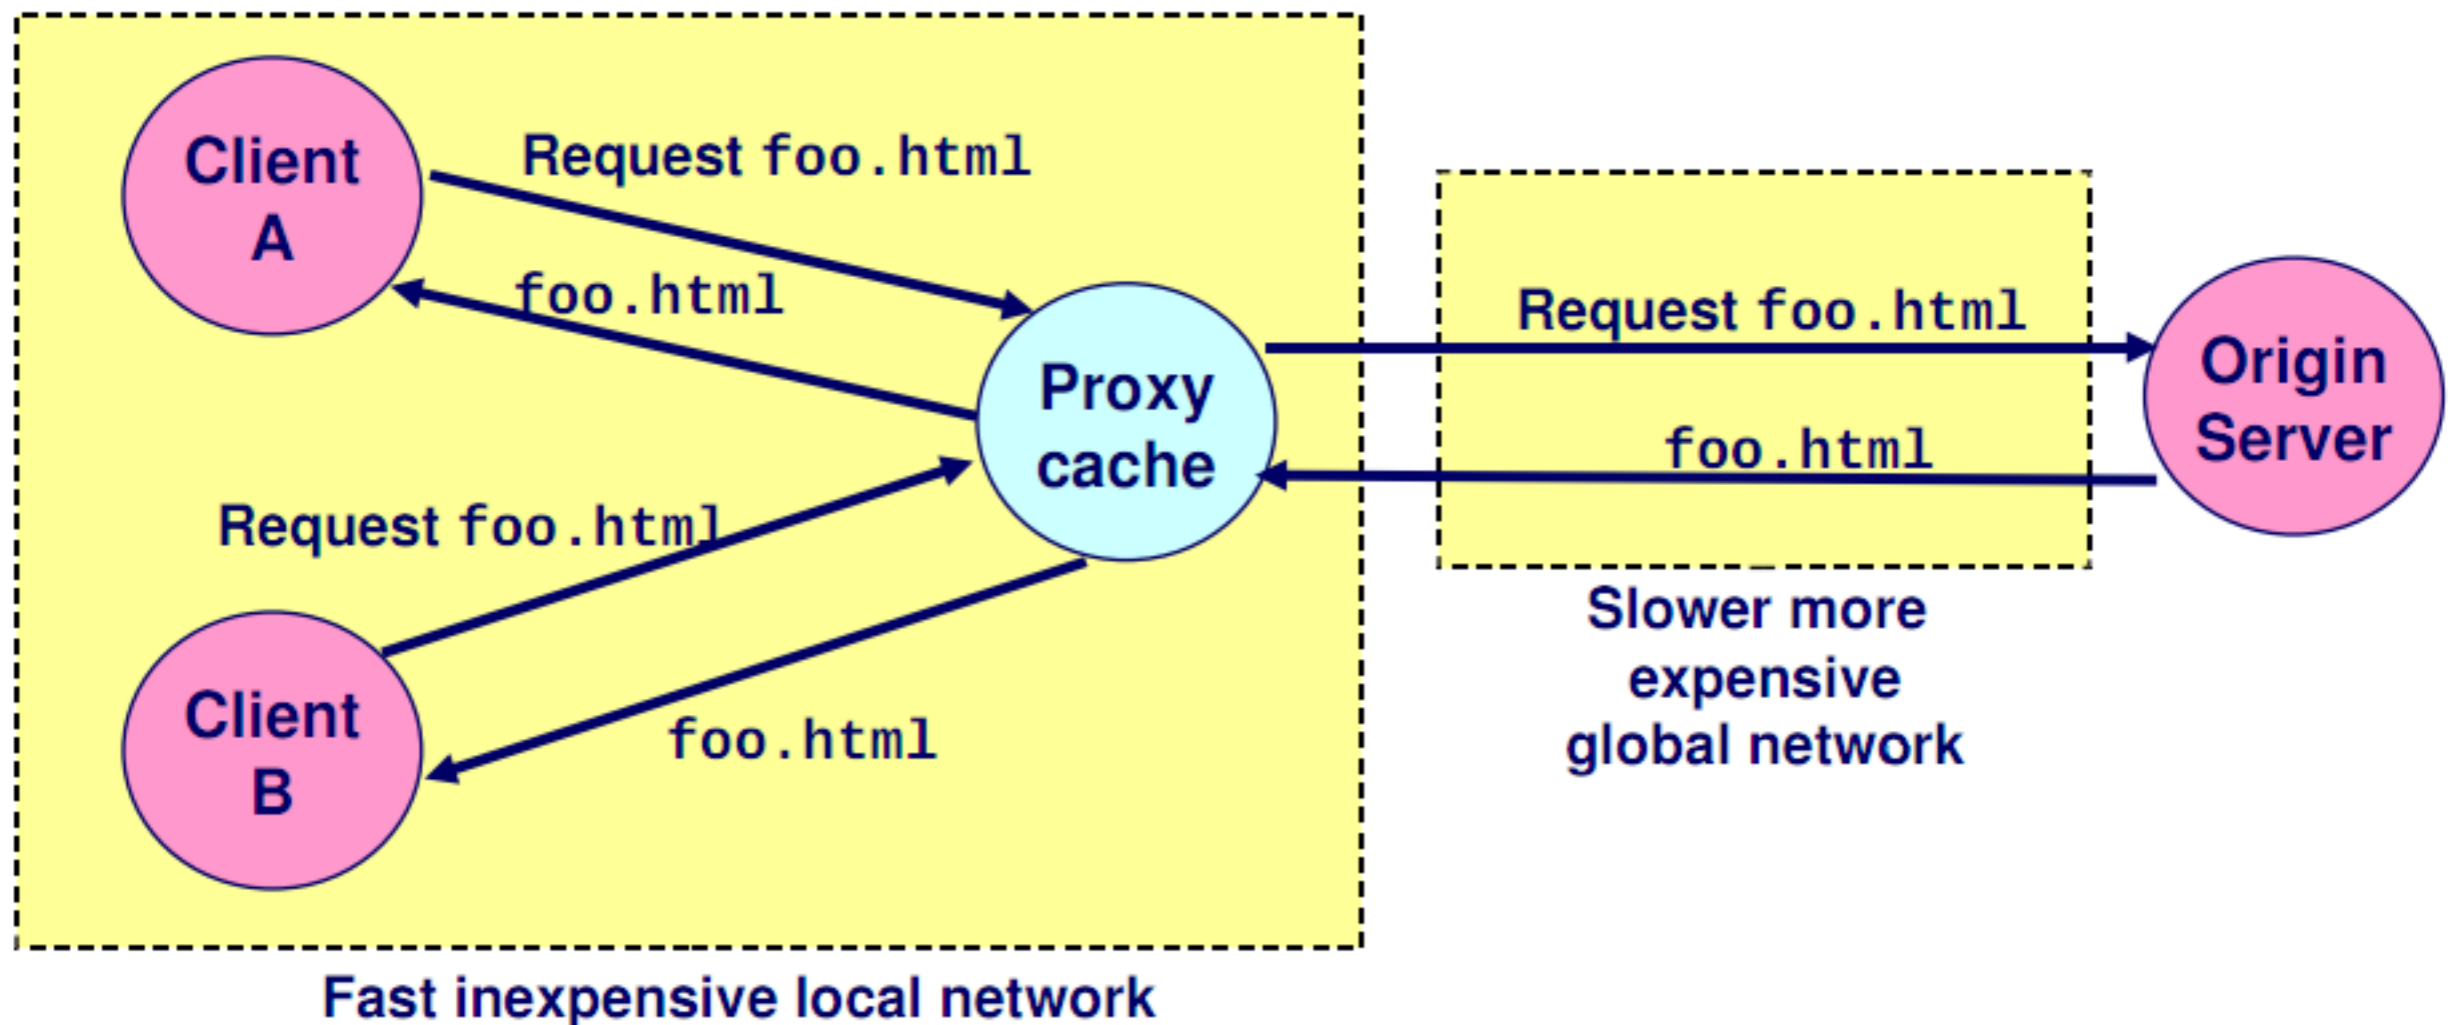 Client
A
Request foo.html
foo.html
Request foo.html
Client
B
foo.html
Proxy
cache
Request foo.html
foo.html
Origin
Server
Slower more
expensive
global network
Fast inexpensive local network